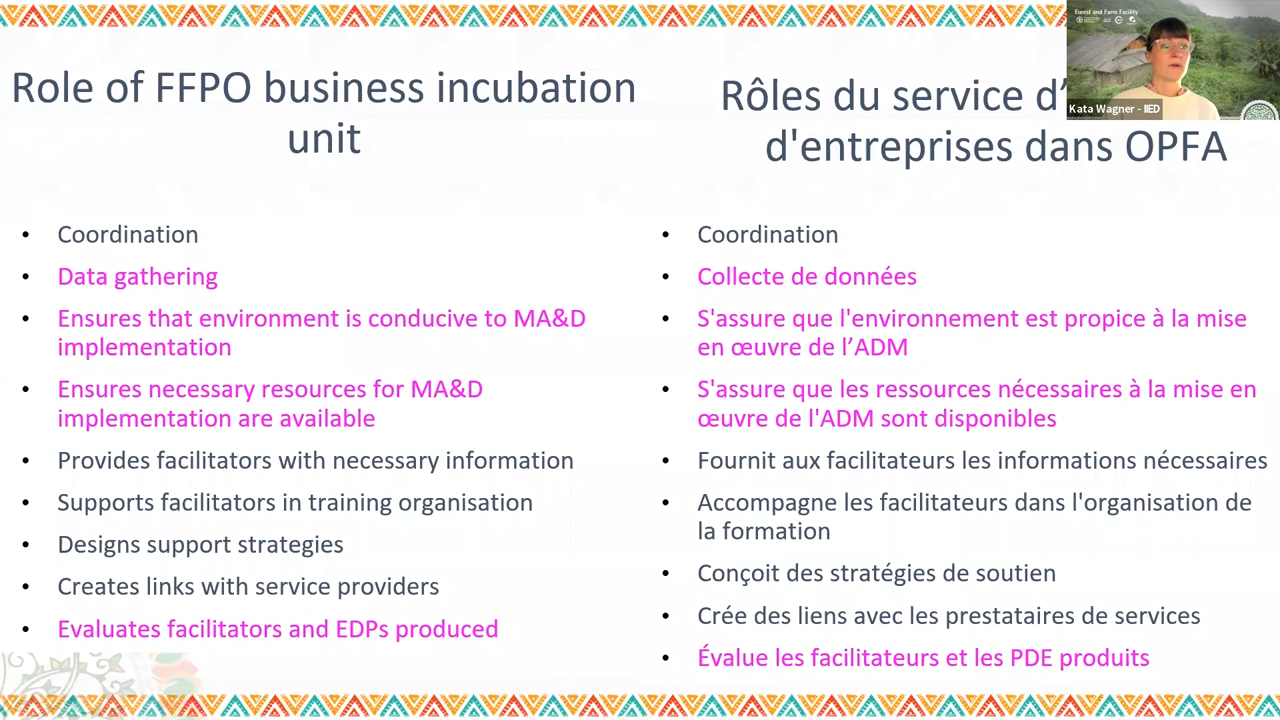 Role of FFPO business incubation
unit
Coordination
Data gathering
Ensures that environment is conducive to MA&D
implementation
Ensures necessary resources for MA&D
implementation are available
Provides facilitators with necessary information
Supports facilitators in training organisation
Designs support strategies
Creates links with service providers
Evaluates facilitators and EDPs produced
Rôles du service d’
d'entreprises dans OPFA
Coordination
Collecte de données
S'assure que l'environnement est propice à la mise
en œuvre de l’ADM
S'assure que les ressources nécessaires à la mise en
œuvre de l'ADM sont disponibles
Fournit aux facilitateurs les informations nécessaires
Accompagne les facilitateurs dans l'organisation de
la formation
Conçoit des stratégies de soutien
Crée des liens avec les prestataires de services
Évalue les facilitateurs et les PDE produits
Forest and Farm Facility
Kata Wagner - IIED